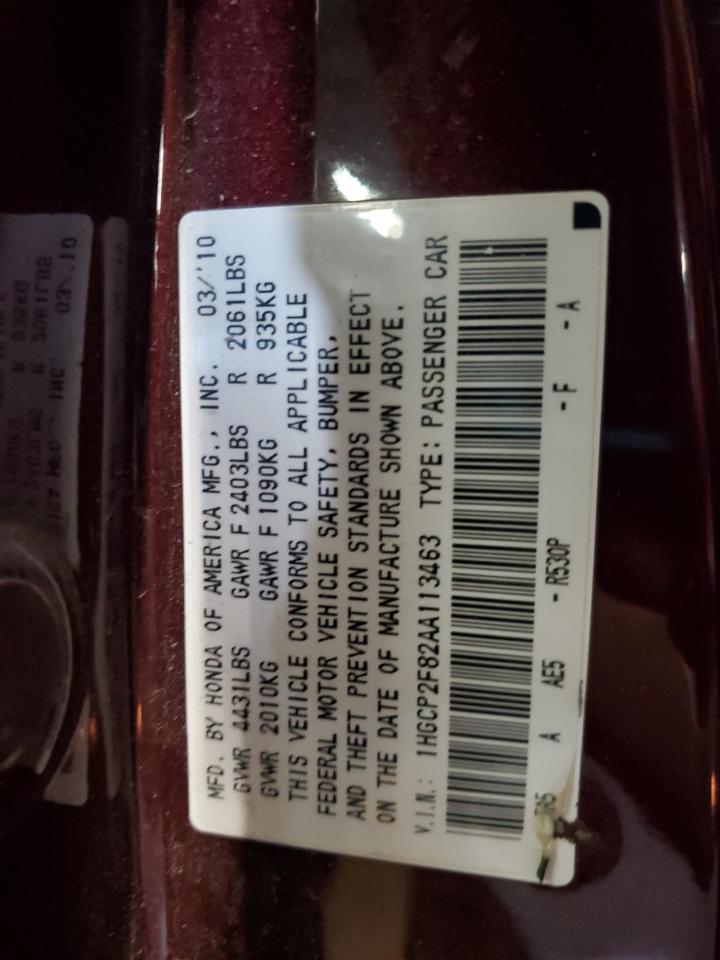 MFD. BY HONDA OF AMERICA MFG., INC. 03/'10
GVWR 4431LBS GAWR F 2403LBS R 2061LBS
GVWR 2010KG GAWR F 1090KG R 935KG
THIS VEHICLE CONFORMS TO ALL APPLICABLE
FEDERAL MOTOR VEHICLE SAFETY, BUMPER,
AND THEFT PREVENTION STANDARDS IN EFFECT
ON THE DATE OF MANUFACTURE SHOWN ABOVE.
V.I.N.: 1HGCP2F82AA113463 TYPE: PASSENGER CAR
A AE5 - R530P - F - A